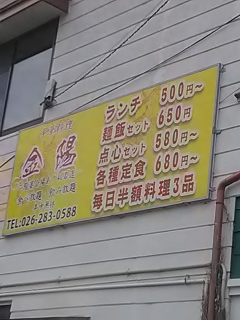 金陽
TEL:026-283-0588
ランチ 500円～
麺飯セット 650円
点心セット 580円～
各種定食 680円～
毎日半額料理3品